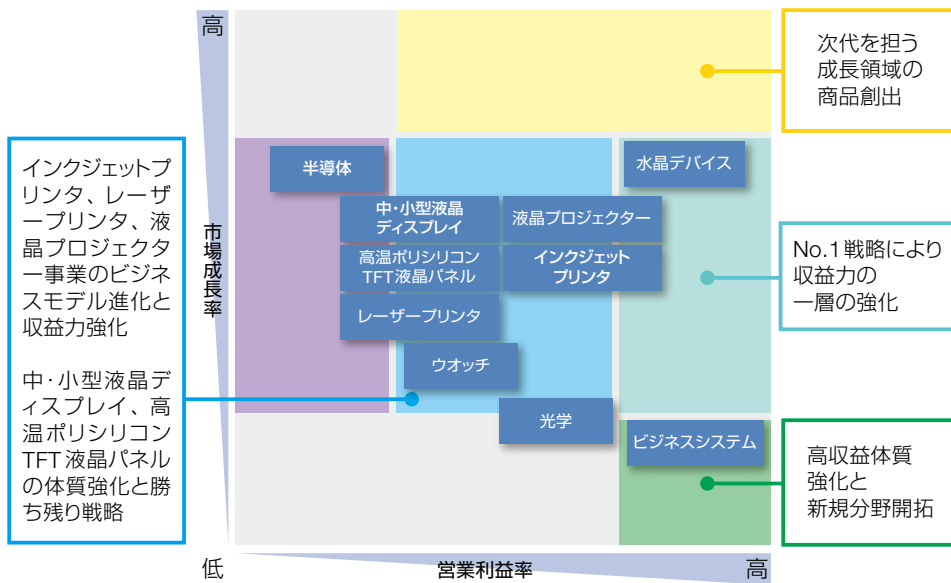 高
次代を担う
成長領域の
商品創出
インクジェットプ
リンタ、レーザ
ープリンタ、液
晶プロジェクタ
ー事業のビジネ
スモデル進化と
収益力強化
中・小型液晶デ
ィスプレイ、高
温ポリシリコン
TFT液晶パネル
の体質強化と勝
ち残り戦略
市場成長率
半導体
水晶デバイス
中・小型液晶
ディスプレイ
液晶プロジェクター
高温ポリシリコン
TFT液晶パネル
インクジェット
プリンタ
レーザープリンタ
ウオッチ
光学
ビジネスシステム
No.1戦略により
収益力の
一層の強化
高収益体質
強化と
新規分野開拓
低
営業利益率
高